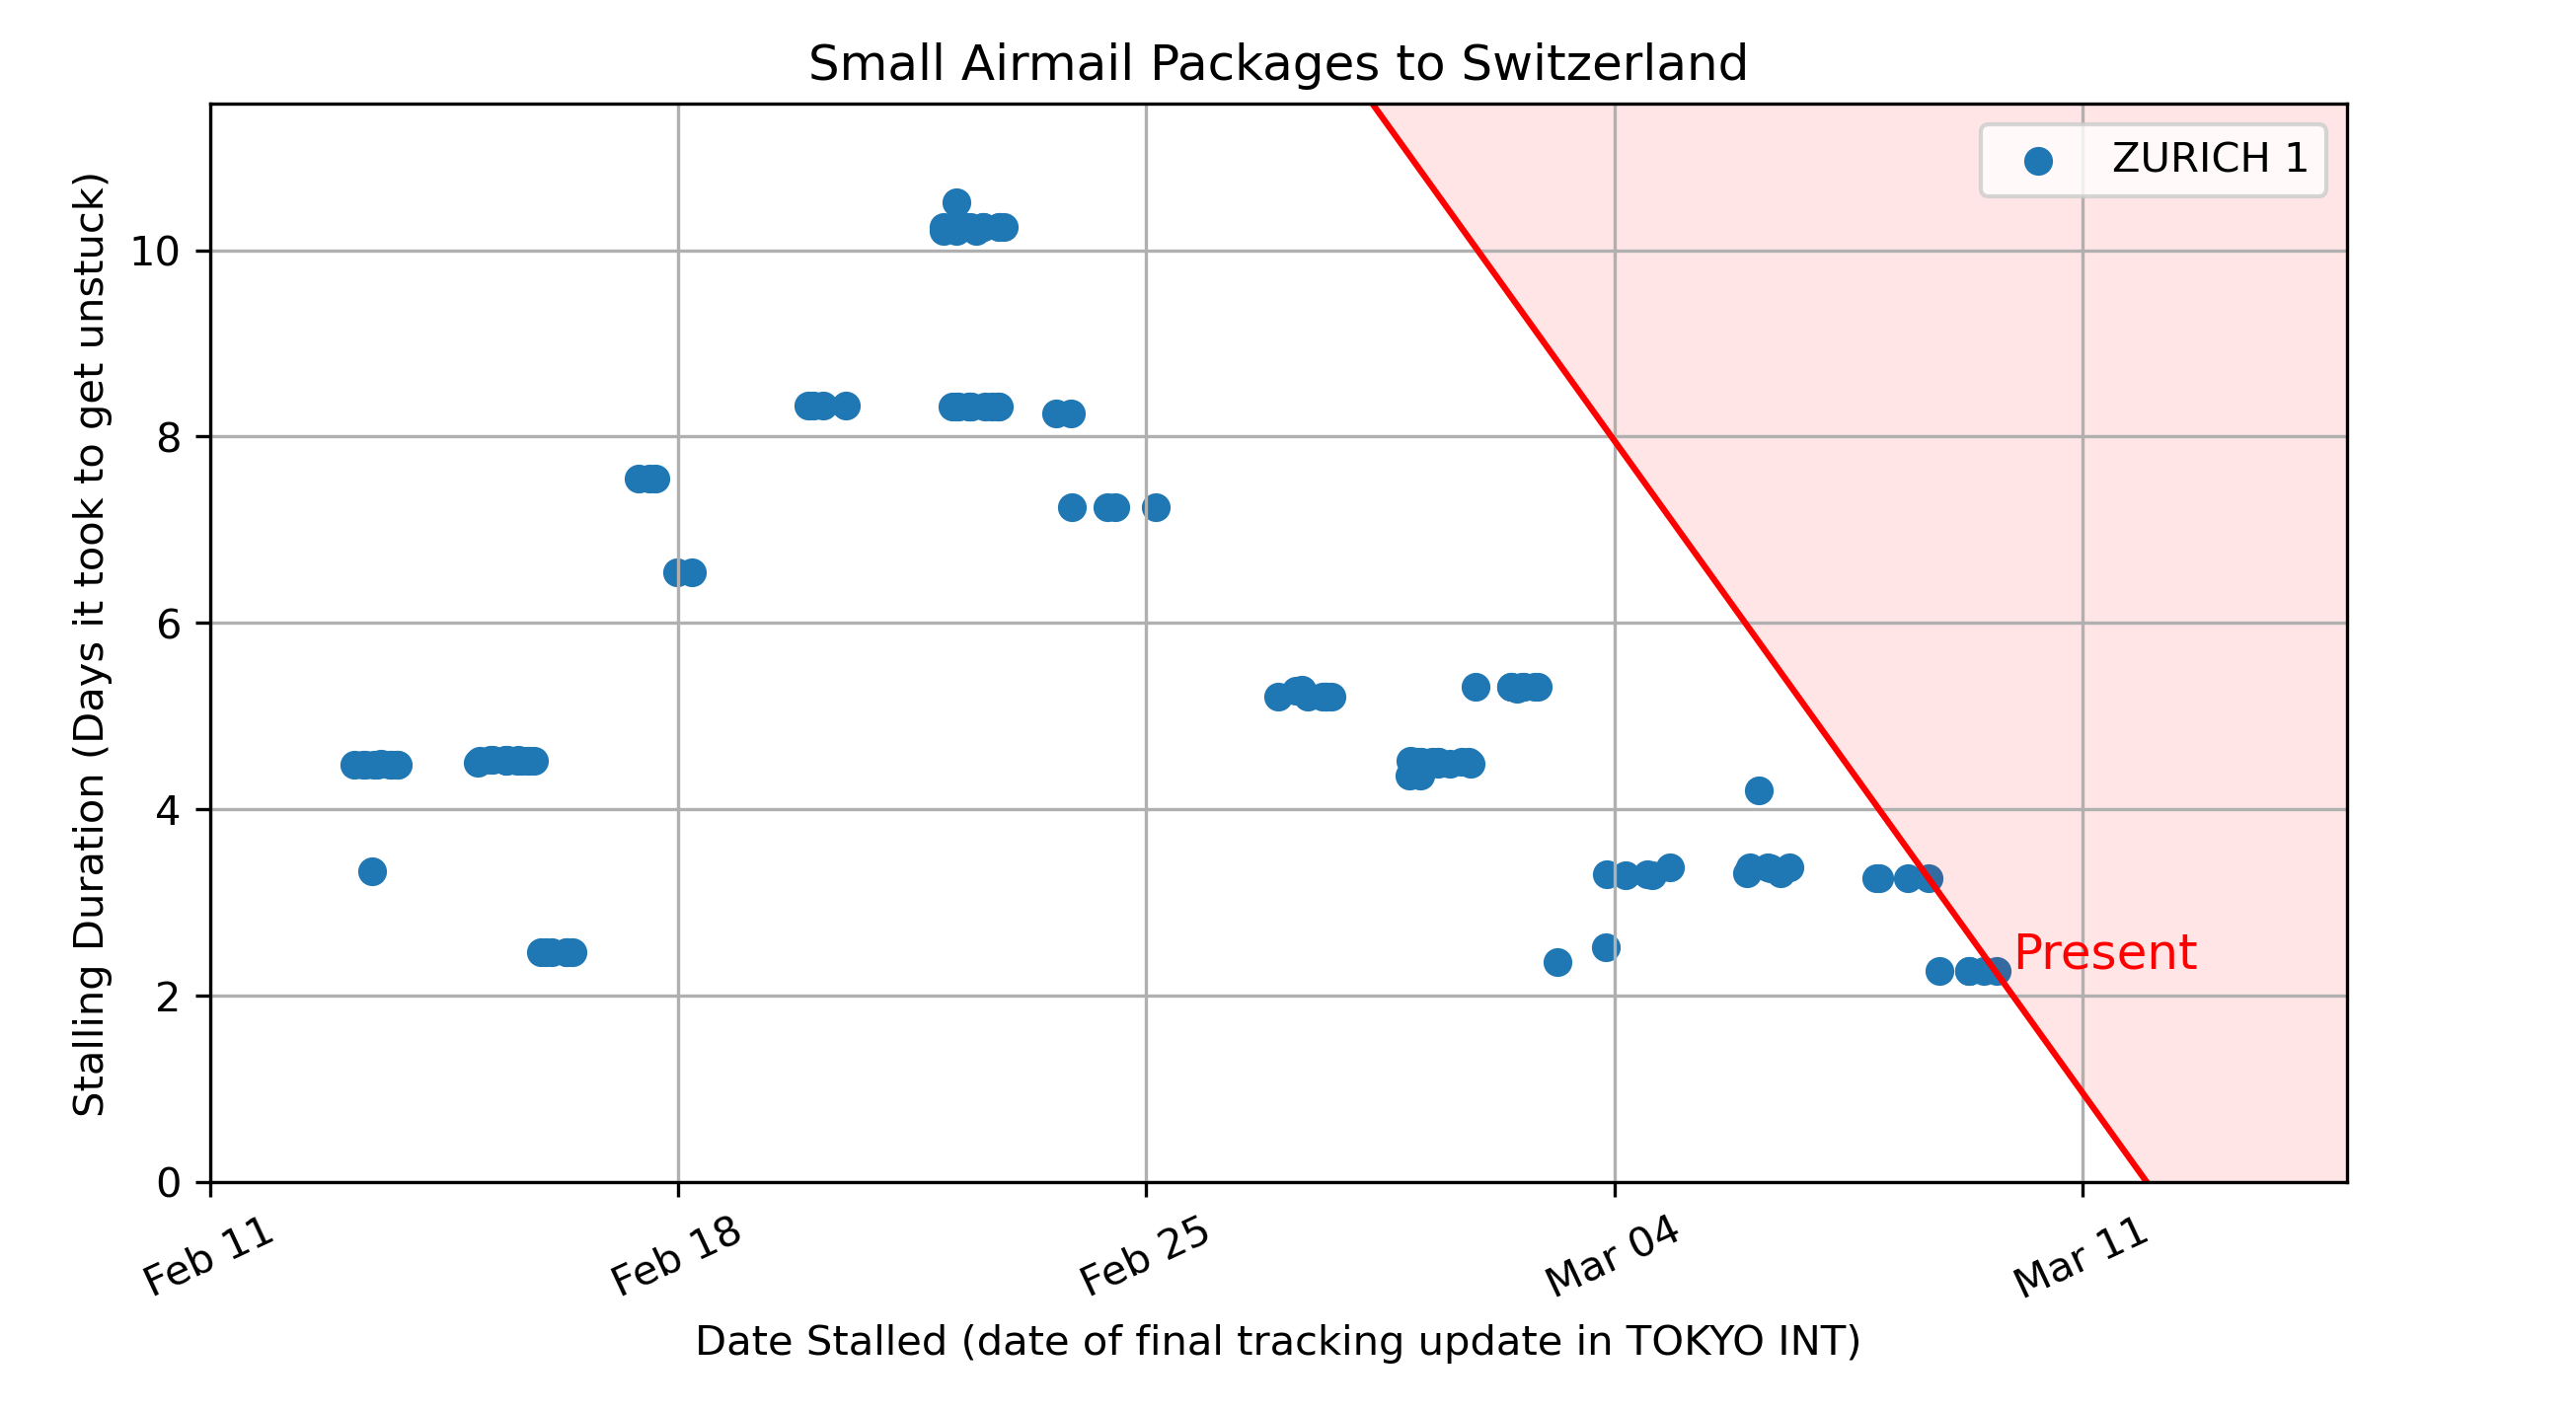 Small Airmail Packages to Switzerland
ZURICH 1
Stalling Duration (Days it took to get unstuck)
10
8
6
4
2
0
Present
Feb 11
Feb 18
Feb 25
Mar 04
Mar 11
Date Stalled (date of final tracking update in TOKYO INT)